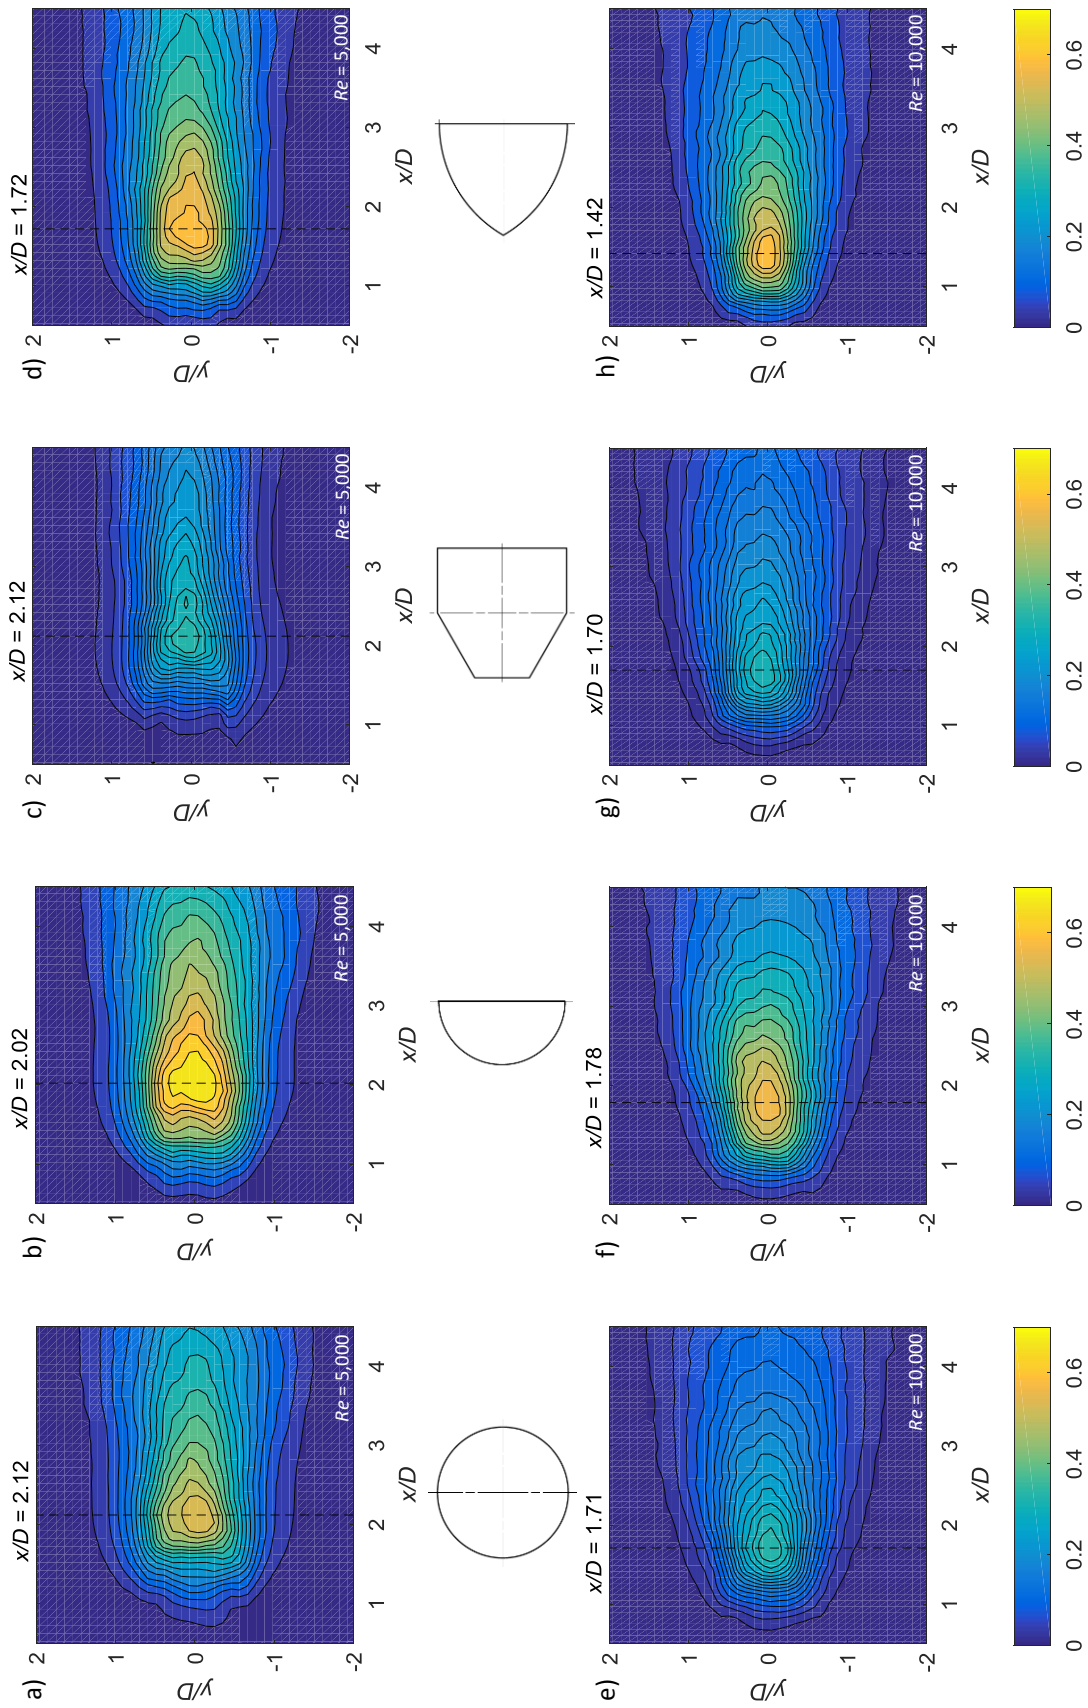 a) x/D = 2.12
2
1
0
-1
-2
y/D
Re = 5,000
1 2 3 4
x/D
b) x/D = 2.02
2
1
0
-1
-2
y/D
Re = 5,000
1 2 3 4
x/D
c) x/D = 2.12
2
1
0
-1
-2
y/D
Re = 5,000
1 2 3 4
x/D
d) x/D = 1.72
2
1
0
-1
-2
y/D
Re = 5,000
1 2 3 4
x/D
e) x/D = 1.71
2
1
0
-1
-2
y/D
Re = 10,000
1 2 3 4
x/D
0 0.2 0.4 0.6
f) x/D = 1.78
2
1
0
-1
-2
y/D
Re = 10,000
1 2 3 4
x/D
0 0.2 0.4 0.6
g) x/D = 1.70
2
1
0
-1
-2
y/D
Re = 10,000
1 2 3 4
x/D
0 0.2 0.4 0.6
h) x/D = 1.42
2
1
0
-1
-2
y/D
Re = 10,000
1 2 3 4
x/D
0 0.2 0.4 0.6